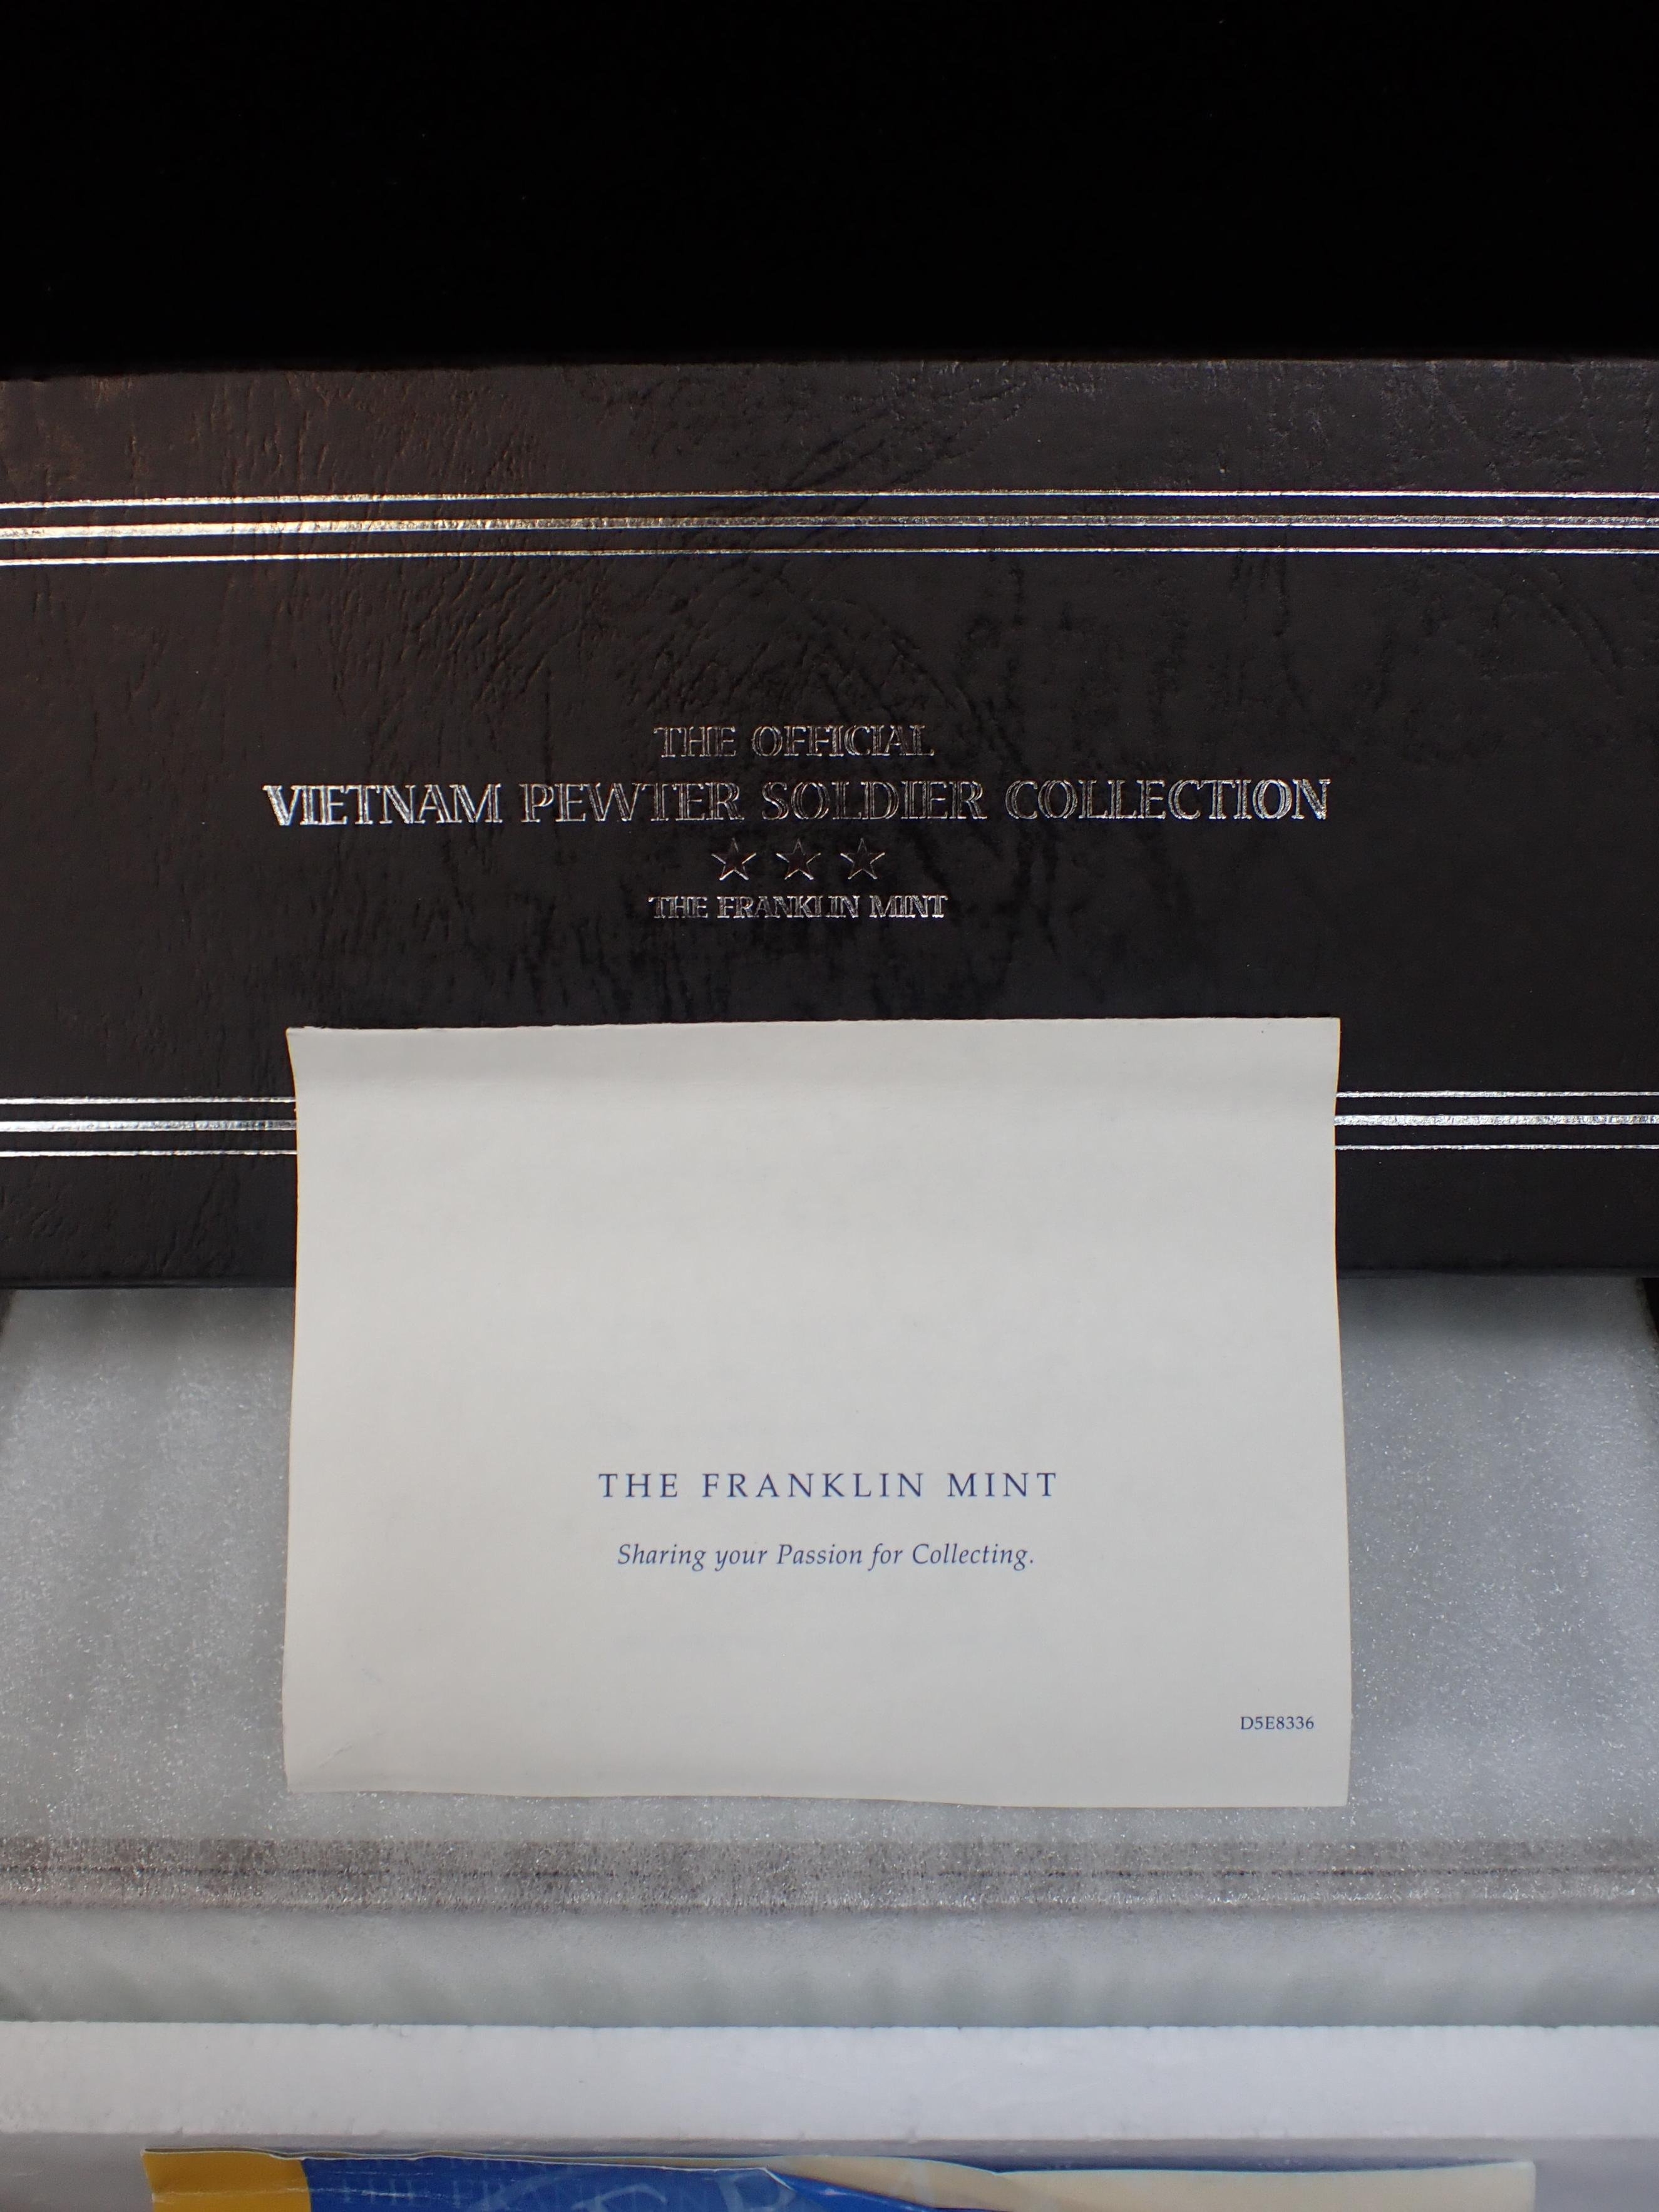 THE OFFICIAL
VIETNAM PEWTER SOLDIER COLLECTION
THE FRANKLIN MINT
THE FRANKLIN MINT
Sharing your Passion for Collecting.
D5E8336